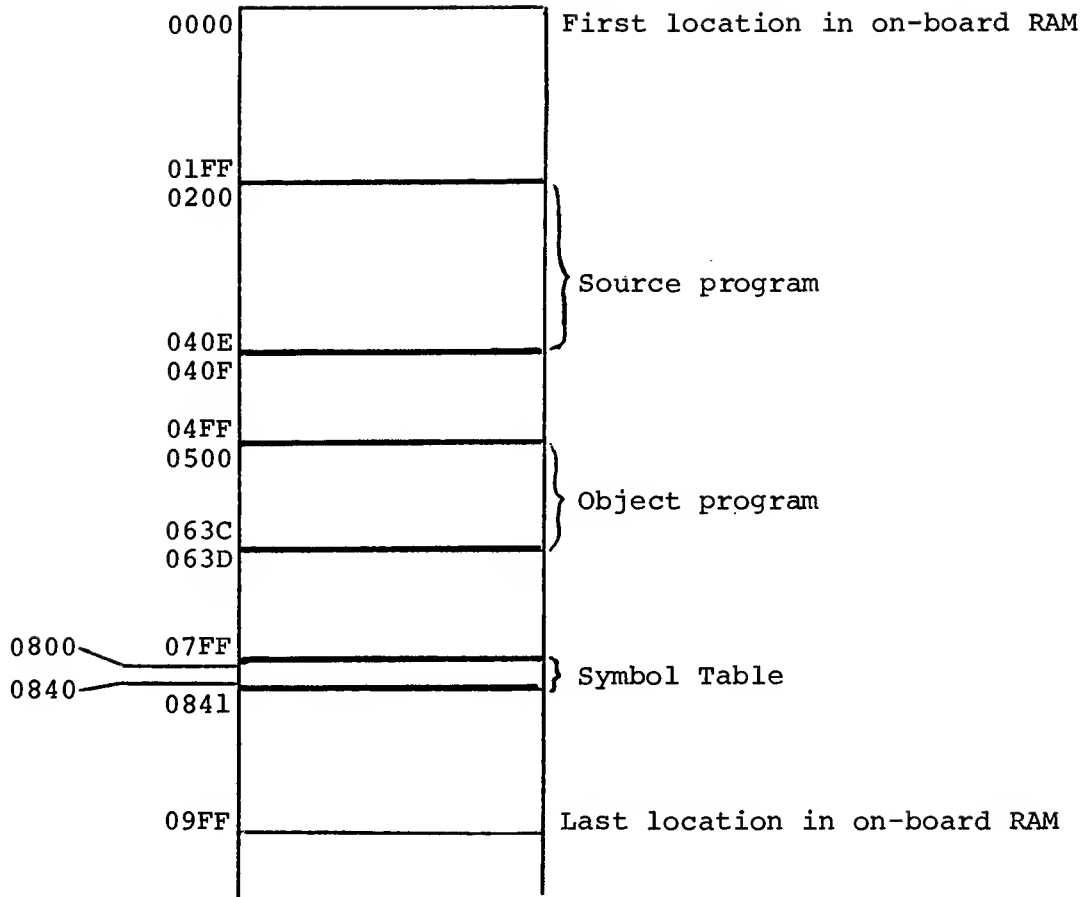 0000 First location in on-board RAM
01FF
0200
Source program
040E
040F
04FF
0500
Object program
063C
063D
0800 07FF
Symbol Table
0840
0841
09FF Last location in on-board RAM